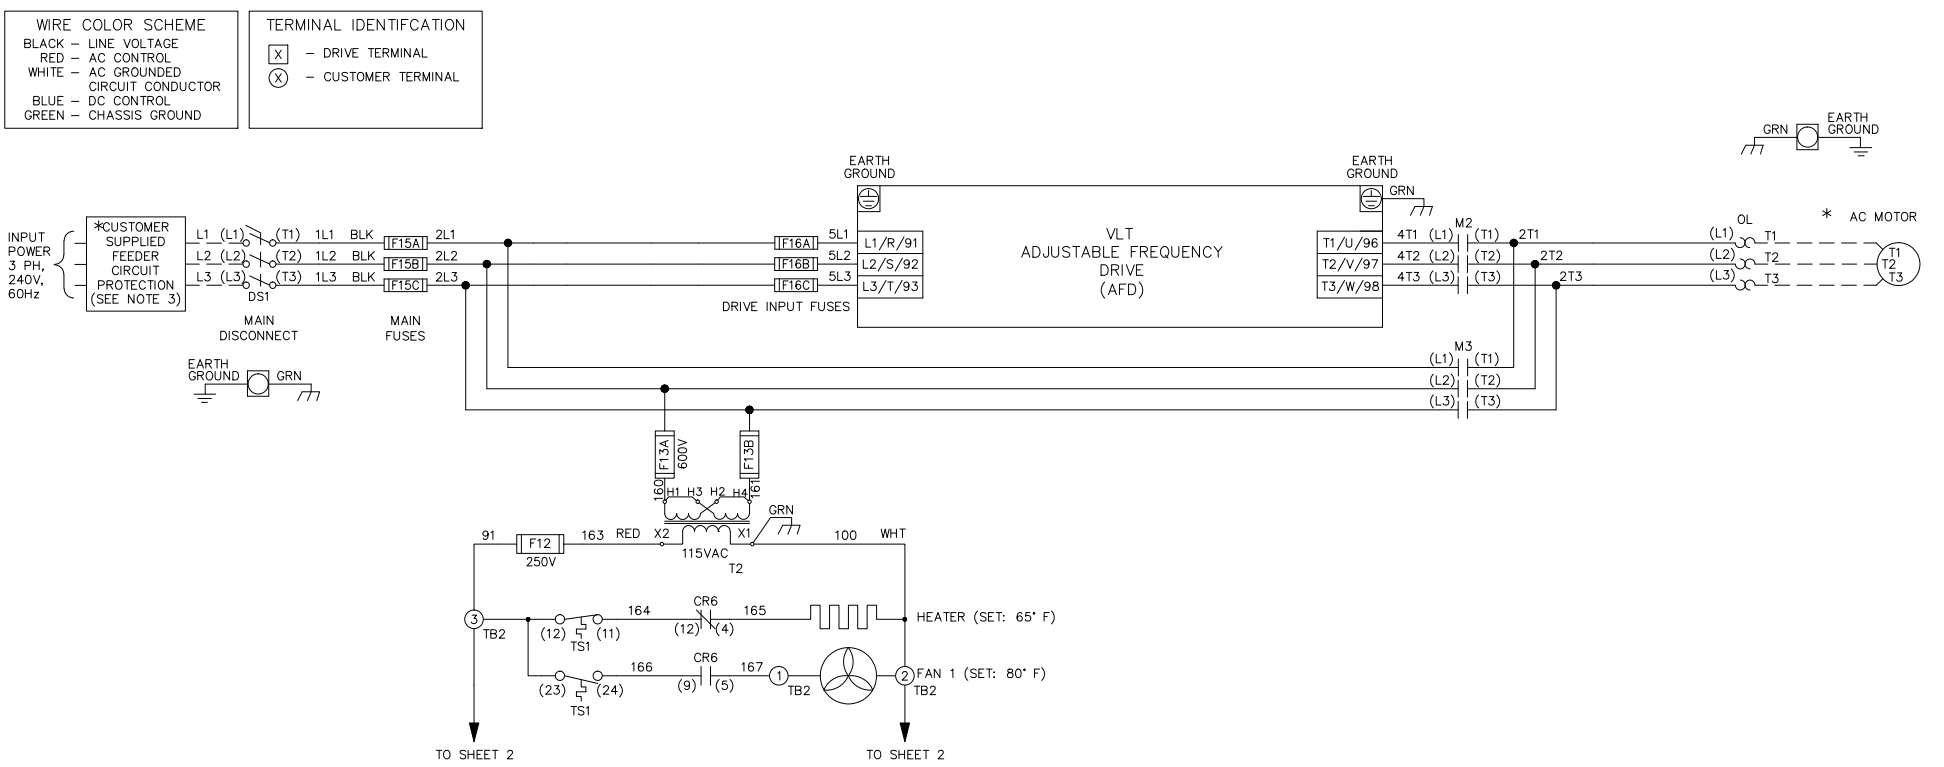 WIRE COLOR SCHEME
BLACK – LINE VOLTAGE
RED – AC CONTROL
WHITE – AC GROUNDED
CIRCUIT CONDUCTOR
BLUE – DC CONTROL
GREEN – CHASSIS GROUND
TERMINAL IDENTIFCATION
X – DRIVE TERMINAL
X – CUSTOMER TERMINAL
GRN
EARTH
GROUND
EARTH
GROUND
EARTH
GROUND
GRN
INPUT
POWER
3 PH,
240V,
60Hz
*CUSTOMER
SUPPLIED
FEEDER
CIRCUIT
PROTECTION
(SEE NOTE 3)
L1 (L1) (T1) 1L1 BLK F15A 2L1
L2 (L2) (T2) 1L2 BLK F15B 2L2
L3 (L3) (T3) 1L3 BLK F15C 2L3
DS1
MAIN
DISCONNECT
MAIN
FUSES
F16A 5L1 L1/R/91
F16B 5L2 L2/S/92
F16C 5L3 L3/T/93
DRIVE INPUT FUSES
VLT
ADJUSTABLE FREQUENCY
DRIVE
(AFD)
M2
T1/U/96 4T1 (L1) (T1) 2T1
T2/V/97 4T2 (L2) (T2) 2T2
T3/W/98 4T3 (L3) (T3) 2T3
OL
(L1) T1
(L2) T2
(L3) T3
* AC MOTOR
T1
T2
T3
M3
(L1) (T1)
(L2) (T2)
(L3) (T3)
EARTH
GROUND
GRN
F13A
600V
F13B
160
161
H1 H3 H2 H4
GRN
91 F12 163 RED X2 X1 100 WHT
250V
115VAC
T2
CR6
3 164 165 HEATER (SET: 65° F)
TB2 (12) (11) (12) (4)
TS1
CR6
166 167 1 2 FAN 1 (SET: 80° F)
(23) (24) (9) (5) TB2 TB2
TS1
TO SHEET 2
TO SHEET 2